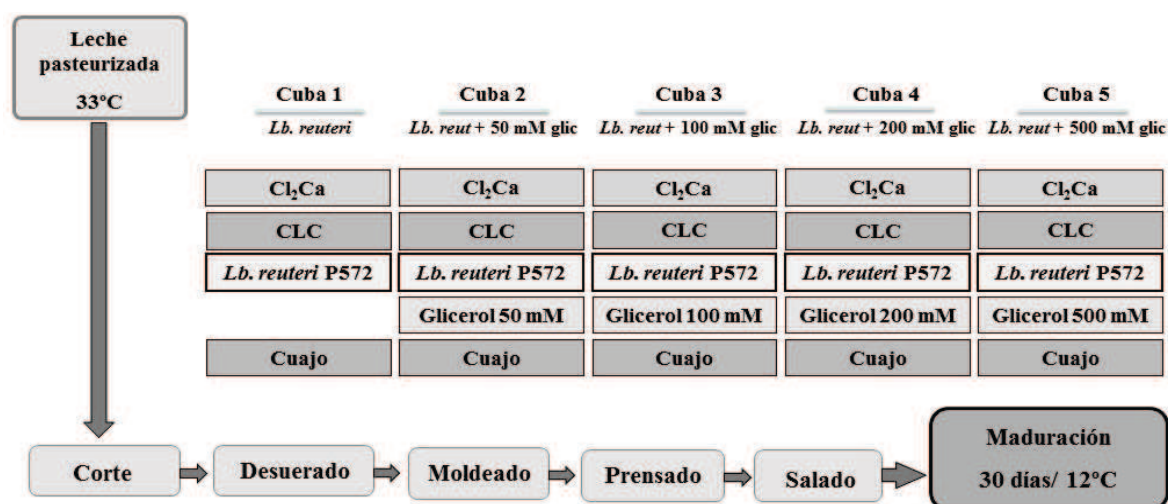 Leche
pasteurizada
33ºC
Cuba 1 Cuba 2 Cuba 3 Cuba 4 Cuba 5
Lb. reuteri Lb. reut + 50 mM glic Lb. reut + 100 mM glic Lb. reut + 200 mM glic Lb. reut + 500 mM glic
Cl₂Ca Cl₂Ca Cl₂Ca Cl₂Ca Cl₂Ca
CLC CLC CLC CLC CLC
Lb. reuteri P572 Lb. reuteri P572 Lb. reuteri P572 Lb. reuteri P572 Lb. reuteri P572
Glicerol 50 mM Glicerol 100 mM Glicerol 200 mM Glicerol 500 mM
Cuajo Cuajo Cuajo Cuajo Cuajo
Corte Desuerado Moldeado Prensado Salado
Maduración
30 días/ 12ºC